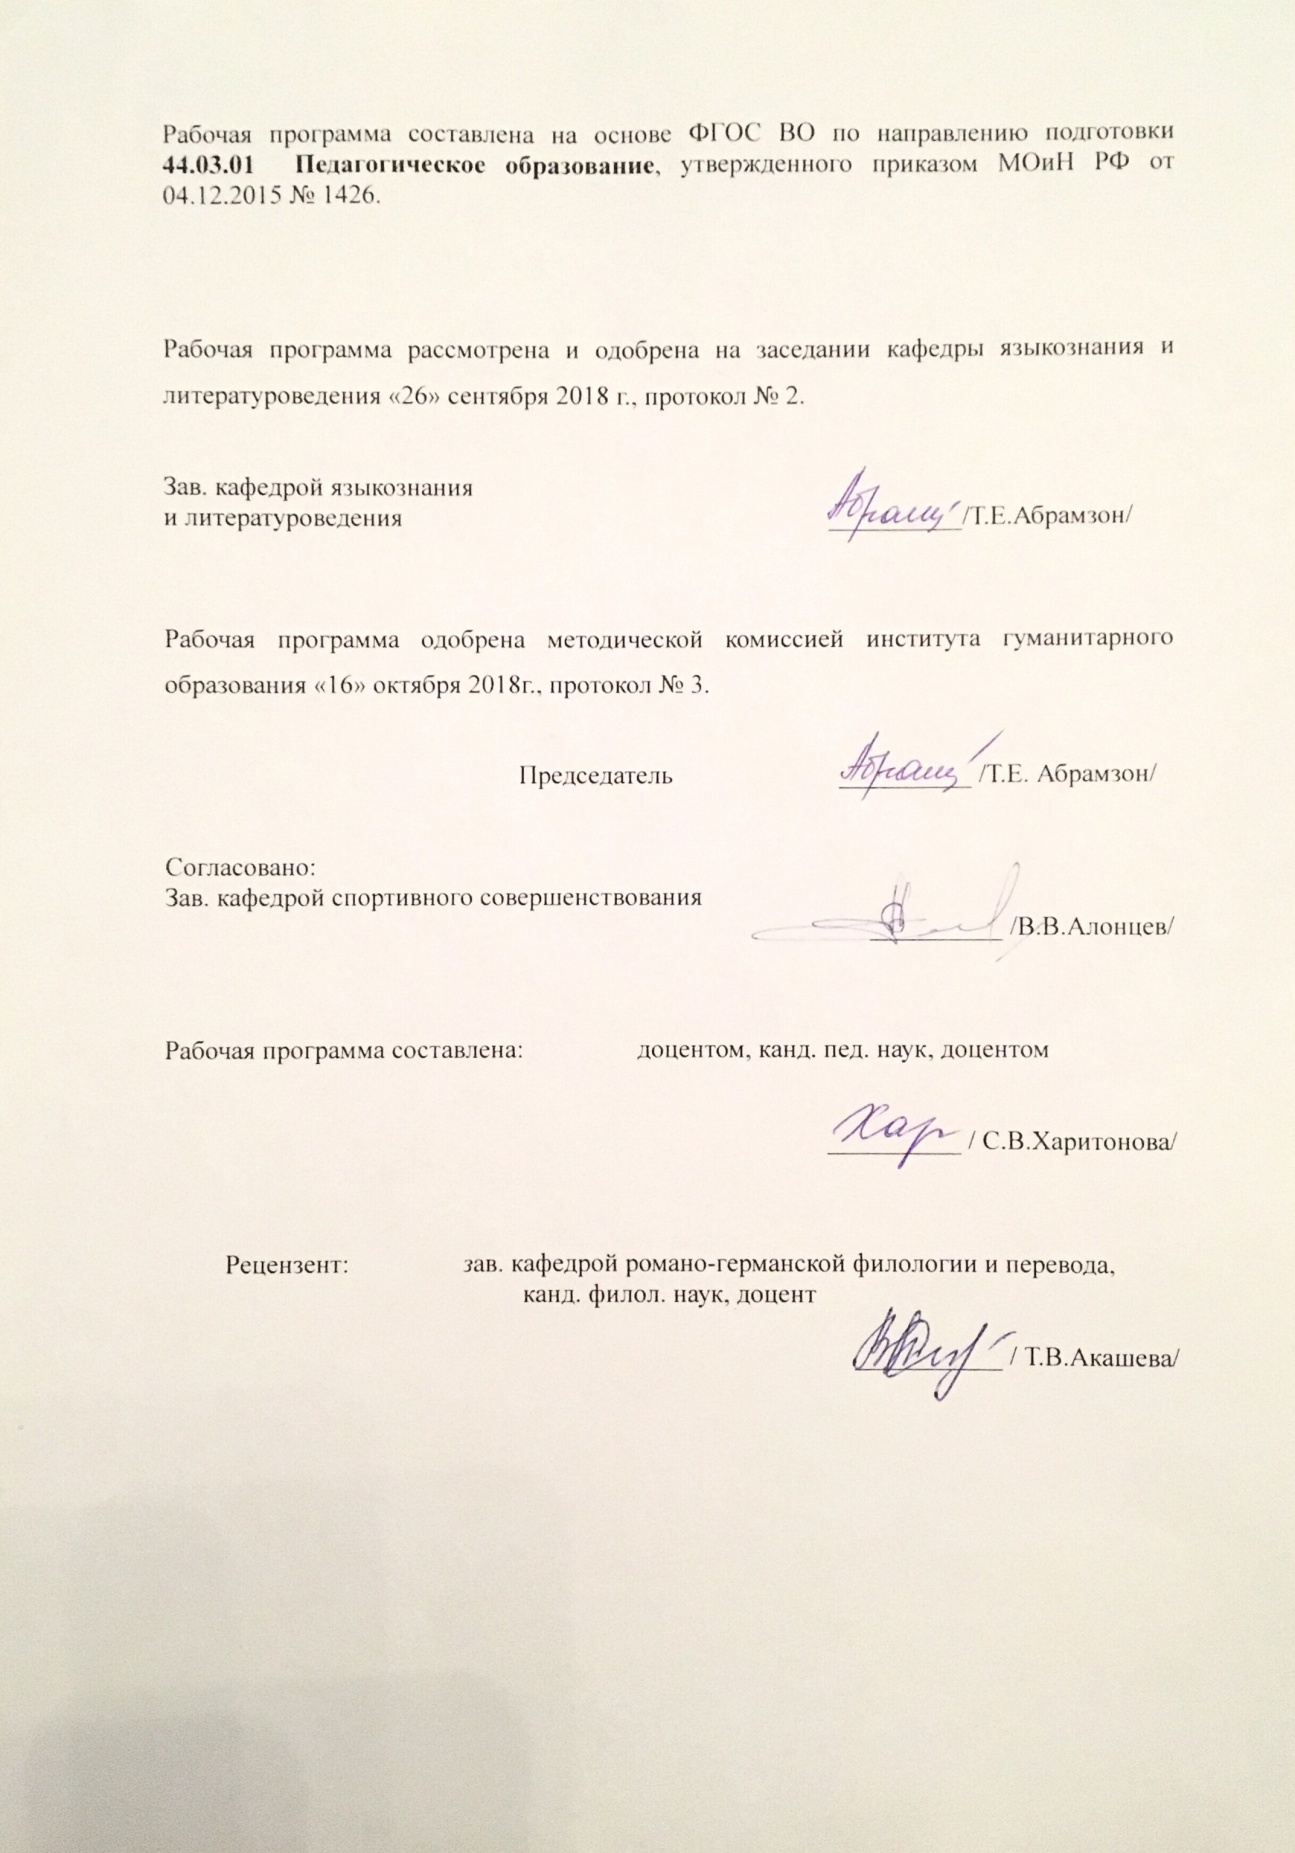 Рабочая программа составлена на основе ФГОС ВО по направлению подготовки
44.03.01 Педагогическое образование, утвержденного приказом МОиН РФ от
04.12.2015 № 1426.
Рабочая программа рассмотрена и одобрена на заседании кафедры языкознания и
литературоведения «26» сентября 2018 г., протокол № 2.
Зав. кафедрой языкознания
и литературоведения /Т.Е.Абрамзон/
Рабочая программа одобрена методической комиссией института гуманитарного
образования «16» октября 2018г., протокол № 3.
Председатель /Т.Е. Абрамзон/
Согласовано:
Зав. кафедрой спортивного совершенствования
/В.В.Алонцев/
Рабочая программа составлена: доцентом, канд. пед. наук, доцентом
Хар / С.В.Харитонова/
Рецензент: зав. кафедрой романо-германской филологии и перевода,
канд. филол. наук, доцент
/ Т.В.Акашева/